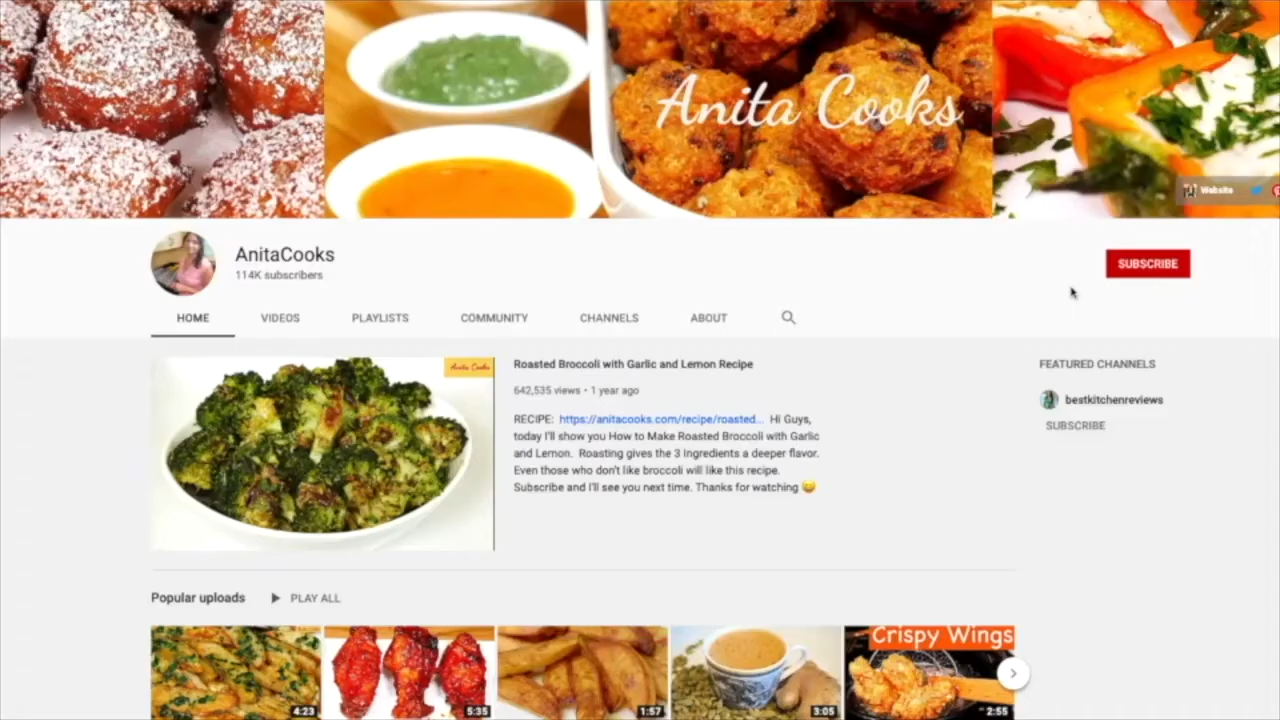 Anita Cooks
Website
AnitaCooks
114K subscribers
SUBSCRIBE
HOME VIDEOS PLAYLISTS COMMUNITY CHANNELS ABOUT
Anita Cooks
Roasted Broccoli with Garlic and Lemon Recipe
642,535 views • 1 year ago
RECIPE: https://anitacooks.com/recipe/roasted... Hi Guys,
today I'll show you How to Make Roasted Broccoli with Garlic
and Lemon. Roasting gives the 3 Ingredients a deeper flavor.
Even those who don't like broccoli will like this recipe.
Subscribe and I'll see you next time. Thanks for watching 😄
FEATURED CHANNELS
bestkitchenreviews
SUBSCRIBE
Popular uploads PLAY ALL
Crispy Wings
4:23 5:35 1:57 3:05 2:55